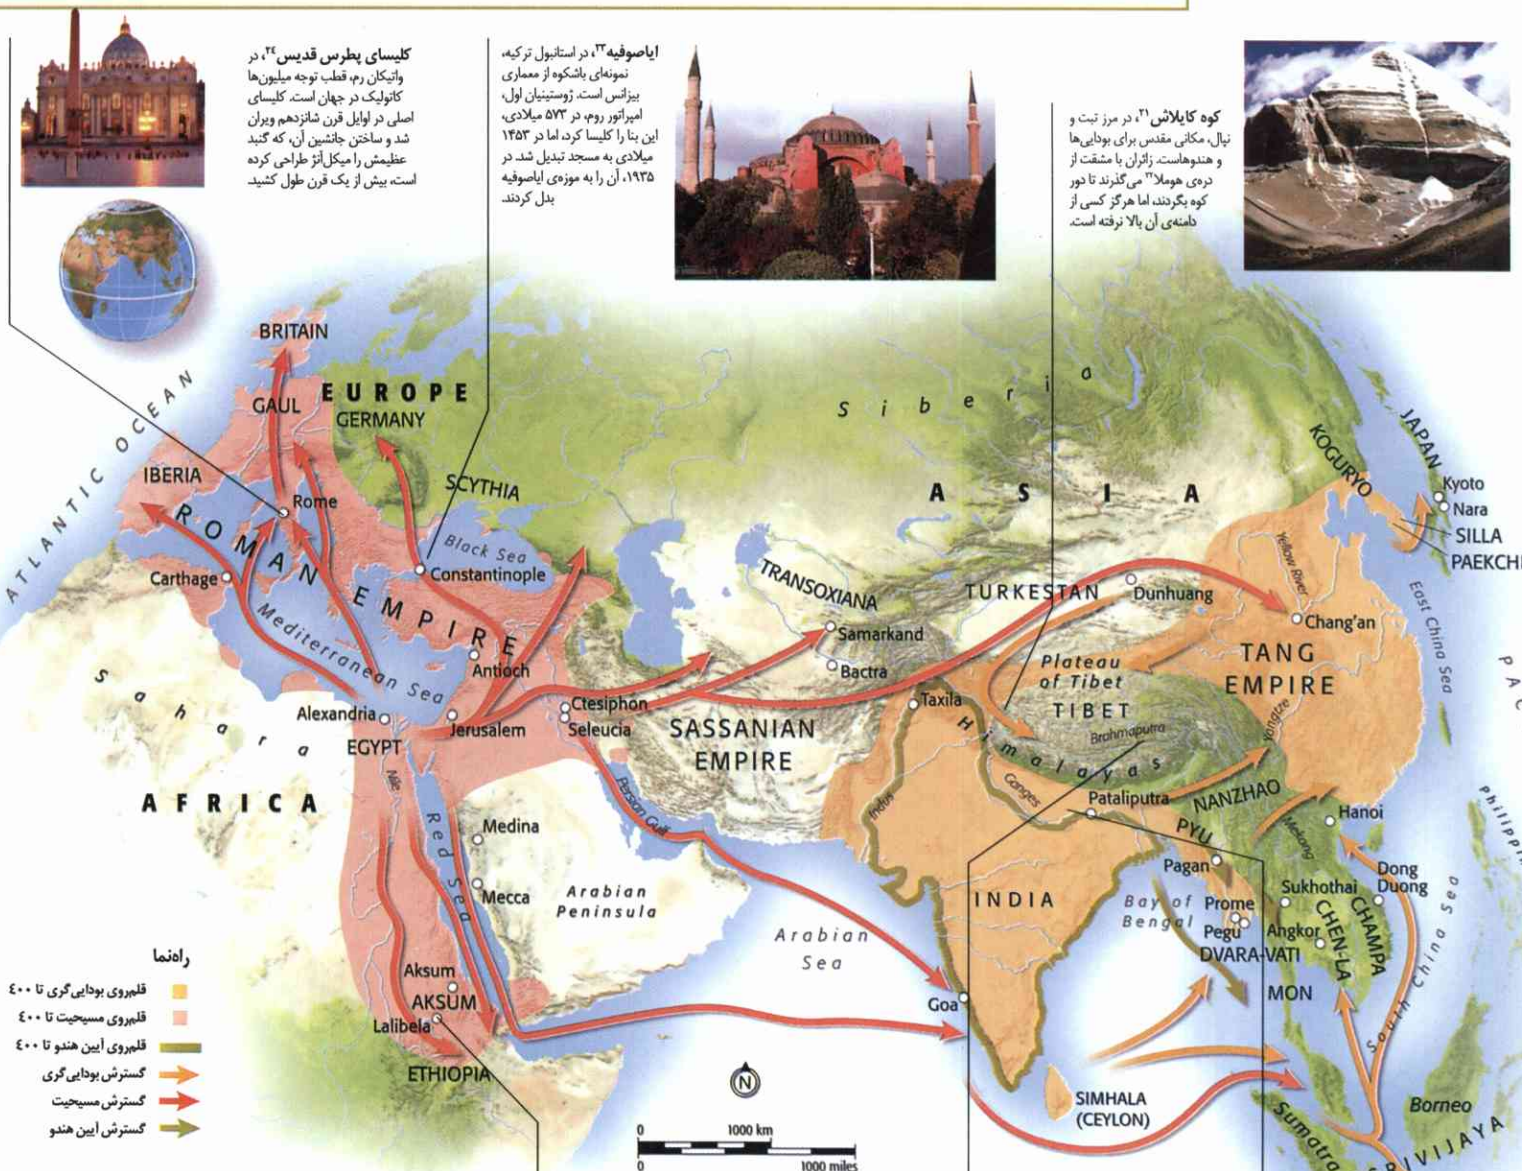 کلیسای پطرس قدیس۲۴، در
واتیکان رم، قطب توجه میلیون‌ها
کاتولیک در جهان است. کلیسای
اصلی در اوایل قرن شانزدهم ویران
شد و ساختن جانشین آن، که گنبد
عظیمش را میکل‌آنژ طراحی کرده
است، بیش از یک قرن طول کشید.
ایاصوفیه۲۳، در استانبول ترکیه،
نمونه‌ای باشکوه از معماری
بیزانس است. ژوستینیان اول،
امپراتور روم، در ۵۷۳ میلادی،
این بنا را کلیسا کرد، اما در ۱۴۵۳
میلادی به مسجد تبدیل شد. در
۱۹۳۵، آن را به موزه‌ی ایاصوفیه
بدل کردند.
کوه کایلاش۲۱، در مرز تبت و
نپال، مکانی مقدس برای بودایی‌ها
و هندوهاست. زائران با مشقت از
دره‌ی هوملا۲۲ می‌گذرند تا دور
کوه بگردند، اما هرگز کسی از
دامنه‌ی آن بالا نرفته است.
BRITAIN
EUROPE
GAUL
GERMANY
ATLANTIC OCEAN
IBERIA
SCYTHIA
Siberia
ASIA
KOGURYO
JAPAN
Kyoto
Nara
SILLA
PAEKCHE
Rome
ROMAN EMPIRE
Black Sea
Constantinople
Carthage
Mediterranean Sea
Antioch
TRANSOXIANA
Samarkand
Bactra
TURKESTAN
Dunhuang
Yellow River
Chang'an
East China Sea
TANG
EMPIRE
Plateau
of Tibet
TIBET
Brahmaputra
Yangtze
Himalayas
Taxila
Sahara
Alexandria
EGYPT
Jerusalem
Ctesiphon
Seleucia
SASSANIAN
EMPIRE
Nile
AFRICA
Red Sea
Persian Gulf
Medina
Mecca
Arabian
Peninsula
Arabian
Sea
Indus
Ganges
Pataliputra
NANZHAO
PYU
Pagan
Mekong
Hanoi
Philippin
INDIA
Bay of
Bengal
Prome
Pegu
DVARA-VATI
Sukhothai
Angkor
CHEN-LA
CHAMPA
Dong
Duong
MON
South China Sea
PAC
Goa
Aksum
AKSUM
Lalibela
ETHIOPIA
SIMHALA
(CEYLON)
Sumatra
Borneo
SRIVIJAYA
راه‌نما
قلمروی بودایی‌گری تا ۴۰۰
قلمروی مسیحیت تا ۴۰۰
قلمروی آیین هندو تا ۴۰۰
گسترش بودایی‌گری
گسترش مسیحیت
گسترش آیین هندو
N
0 1000 km
0 1000 miles